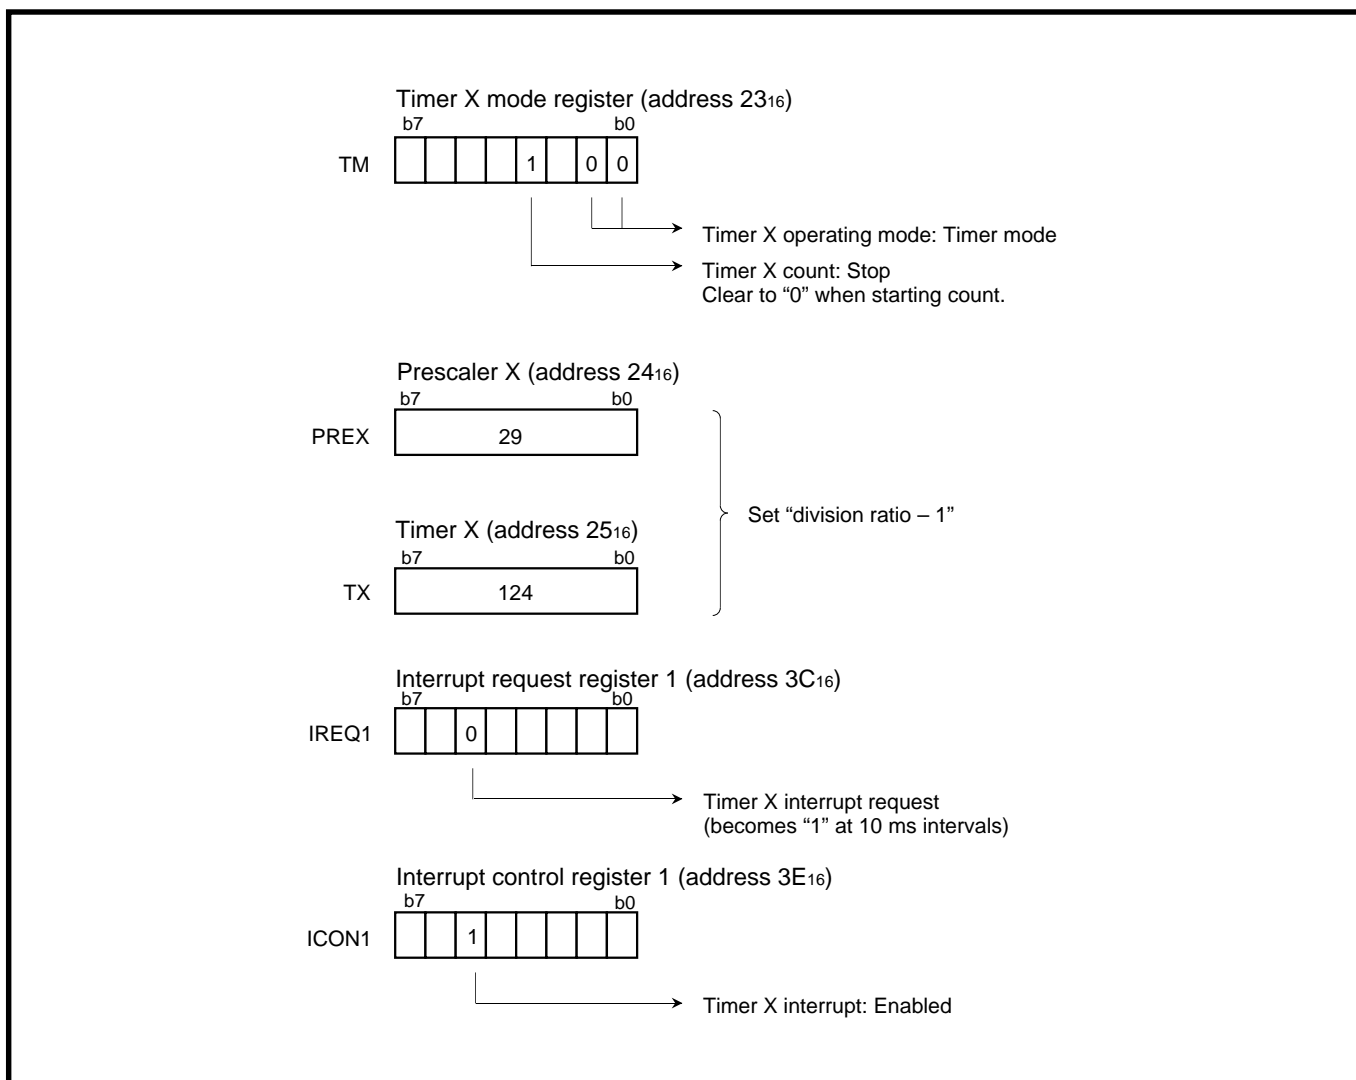 Timer X mode register (address 2316)
b7 b0
TM 1 0 0
Timer X operating mode: Timer mode
Timer X count: Stop
Clear to “0” when starting count.
Prescaler X (address 2416)
b7 b0
PREX 29
Set “division ratio – 1”
Timer X (address 2516)
b7 b0
TX 124
Interrupt request register 1 (address 3C16)
b7 b0
IREQ1 0
Timer X interrupt request
(becomes “1” at 10 ms intervals)
Interrupt control register 1 (address 3E16)
b7 b0
ICON1 1
Timer X interrupt: Enabled